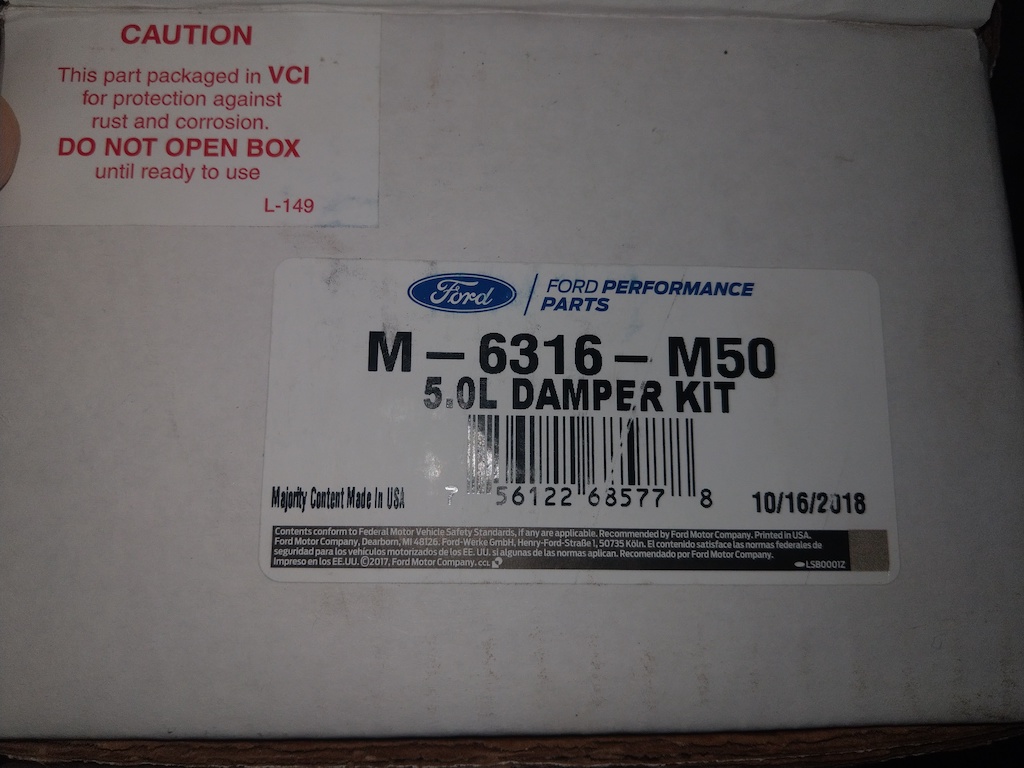 CAUTION
This part packaged in VCI
for protection against
rust and corrosion.
DO NOT OPEN BOX
until ready to use
L-149
Ford FORD PERFORMANCE
PARTS
M – 6316 – M50
5.0L DAMPER KIT
56122 68577 8
Majority Content Made In USA
10/16/2018
Contents conform to Federal Motor Vehicle Safety Standards, if any are applicable. Recommended by Ford Motor Company. Printed in USA.
Ford Motor Company, Dearborn, MI 48126. Ford-Werke GmbH, Henry-Ford-Straße 1, 50735 Köln. El contenido satisface las normas federales de
seguridad para los vehículos motorizados de los EE. UU. si algunas de las normas aplican. Recomendado por Ford Motor Company.
Impreso en los EE.UU. ©2017, Ford Motor Company. CCL
LSB0001Z